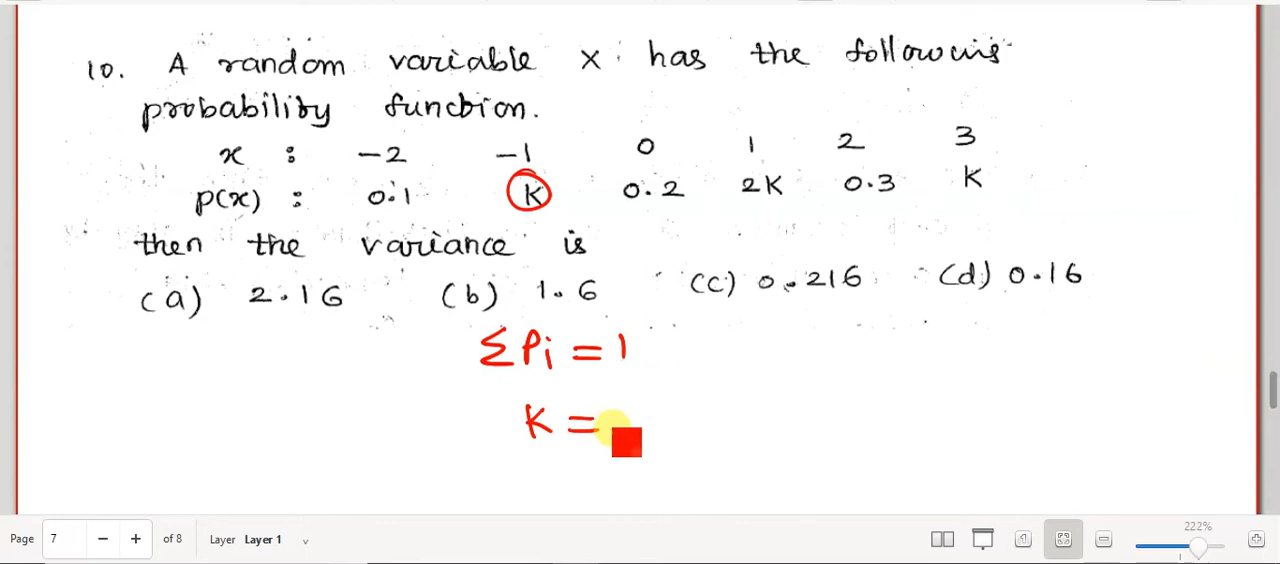 10. A random variable X has the following
probability function.
x : -2 -1 0 1 2 3
p(x) : 0.1 K 0.2 2K 0.3 K
then the variance is
(a) 2.16 (b) 1.6 (c) 0.216 (d) 0.16
ΣPi = 1
K =
Page 7 - + of 8 Layer Layer 1 222%